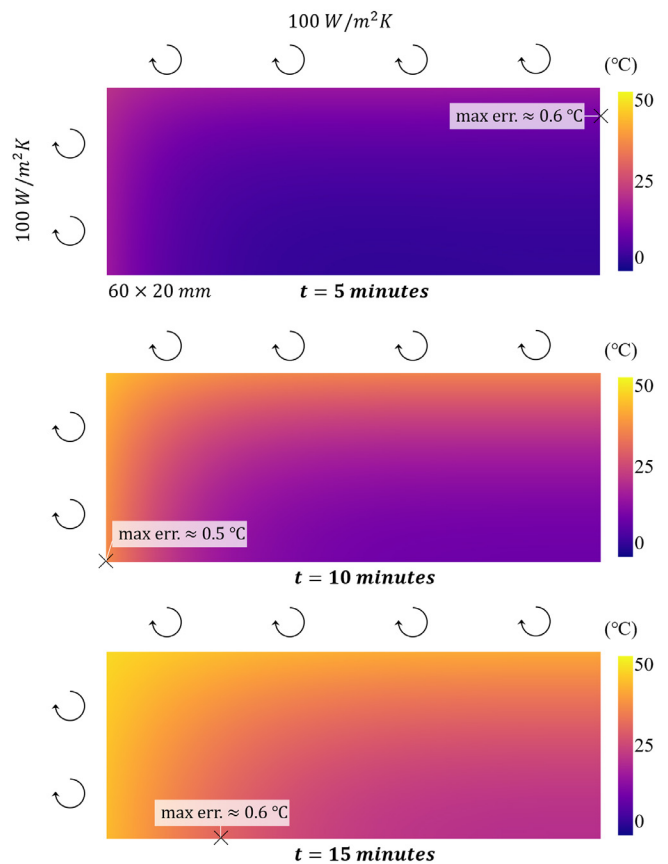 100 W/m²K
(℃)
50
max err. ≈ 0.6 ℃
100 W/m²K
25
0
60 × 20 mm
t = 5 minutes
(℃)
50
25
max err. ≈ 0.5 ℃
0
t = 10 minutes
(℃)
50
25
max err. ≈ 0.6 ℃
0
t = 15 minutes